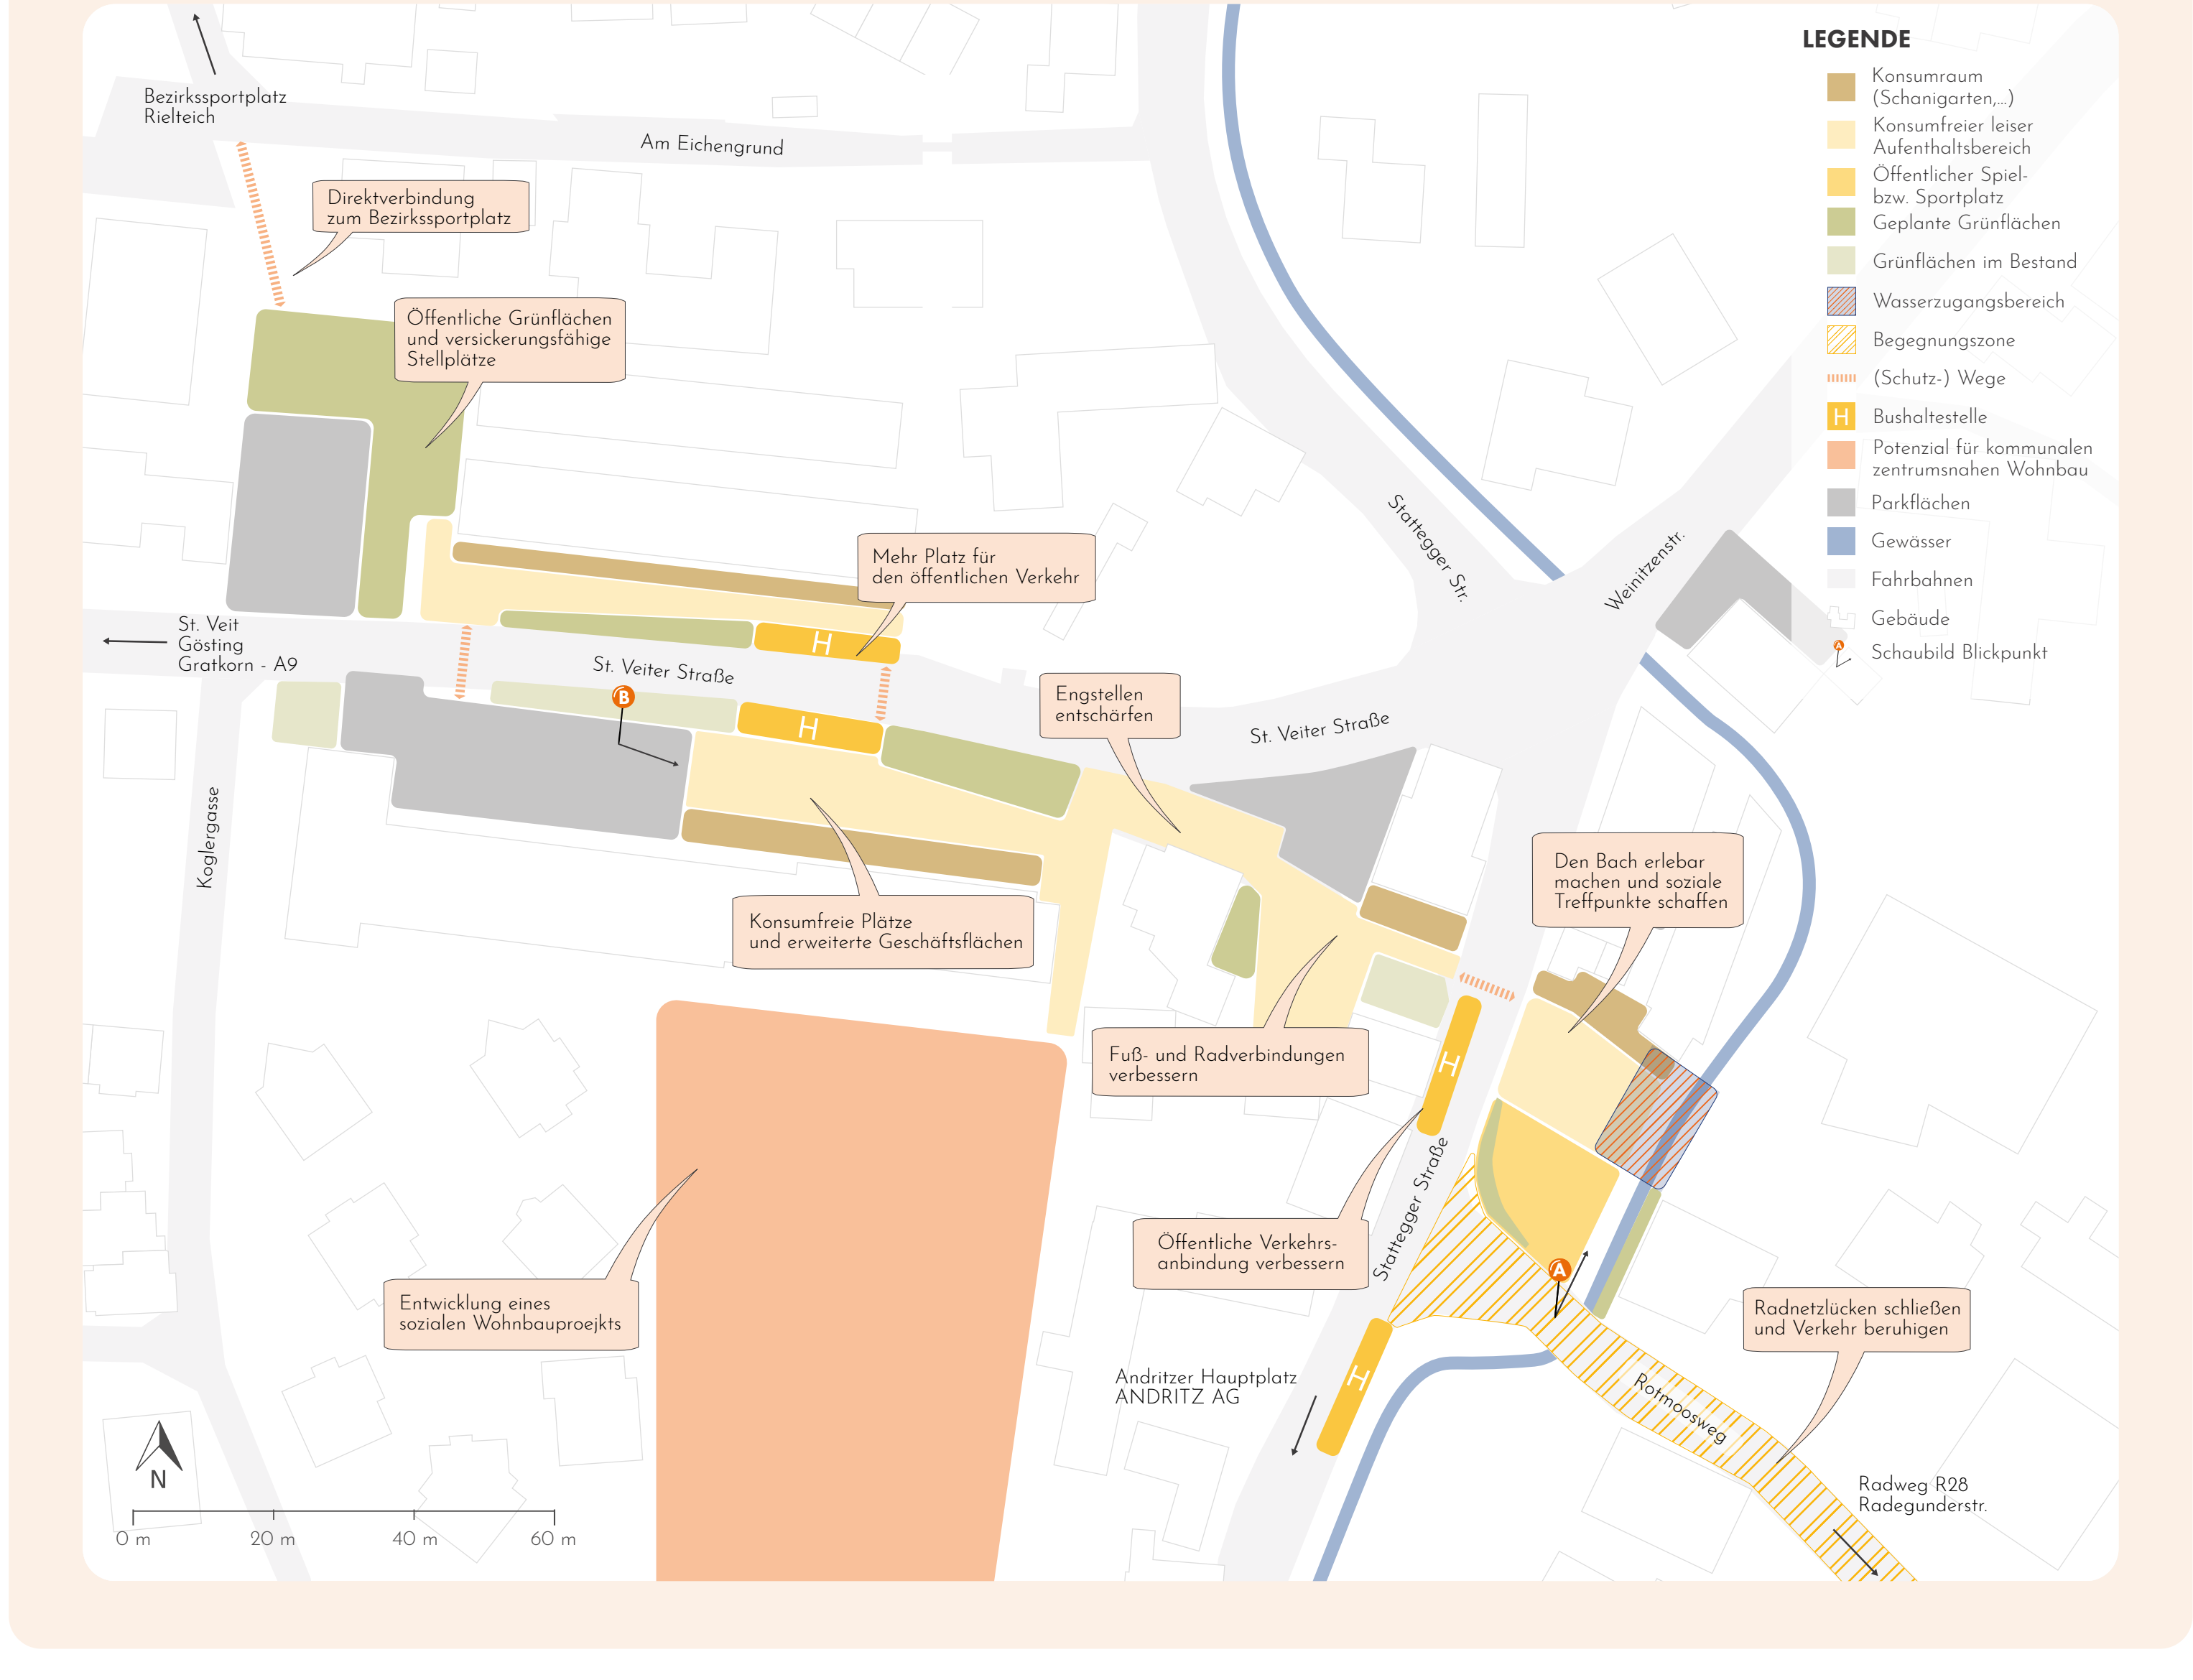 Bezirkssportplatz
Rielteich
Am Eichengrund
Direktverbindung
zum Bezirkssportplatz
Öffentliche Grünflächen
und versickerungsfähige
Stellplätze
Mehr Platz für
den öffentlichen Verkehr
Stattegger Str.
Weinitzenstr.
St. Veit
Gösting
Gratkorn - A9
St. Veiter Straße
H
B
H
Engstellen
entschärfen
St. Veiter Straße
Koglergasse
Konsumfreie Plätze
und erweiterte Geschäftsflächen
Den Bach erlebar
machen und soziale
Treffpunkte schaffen
Fuß- und Radverbindungen
verbessern
H
Stattegger Straße
Öffentliche Verkehrs-
anbindung verbessern
A
Entwicklung eines
sozialen Wohnbauproejkts
Radnetzlücken schließen
und Verkehr beruhigen
Andritzer Hauptplatz
ANDRITZ AG
H
Rotmoosweg
Radweg R28
Radegunderstr.
N
0 m
20 m
40 m
60 m
LEGENDE
Konsumraum
(Schanigarten,...)
Konsumfreier leiser
Aufenthaltsbereich
Öffentlicher Spiel-
bzw. Sportplatz
Geplante Grünflächen
Grünflächen im Bestand
Wasserzugangsbereich
Begegnungszone
(Schutz-) Wege
H Bushaltestelle
Potenzial für kommunalen
zentrumsnahen Wohnbau
Parkflächen
Gewässer
Fahrbahnen
Gebäude
A Schaubild Blickpunkt